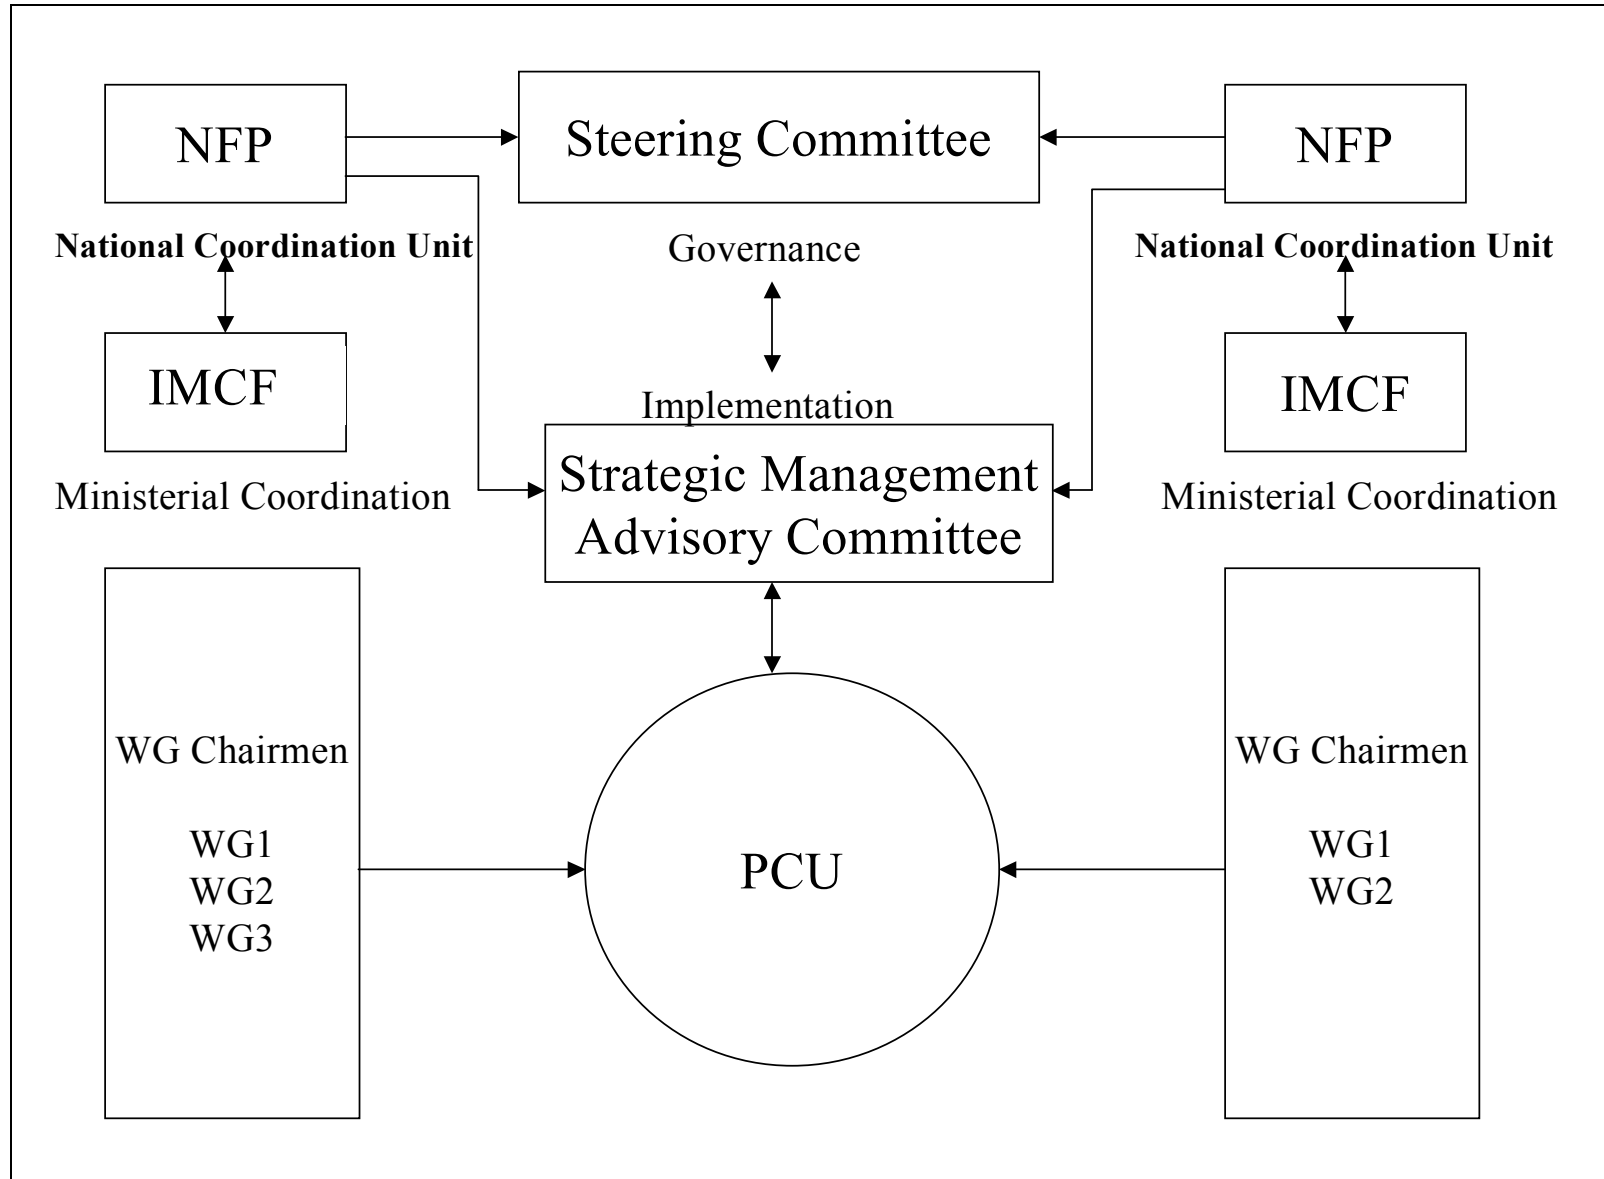 NFP
Steering Committee
NFP
National Coordination Unit
Governance
National Coordination Unit
IMCF
Implementation
IMCF
Strategic Management
Advisory Committee
Ministerial Coordination
Ministerial Coordination
WG Chairmen
WG1
WG2
WG3
PCU
WG Chairmen
WG1
WG2